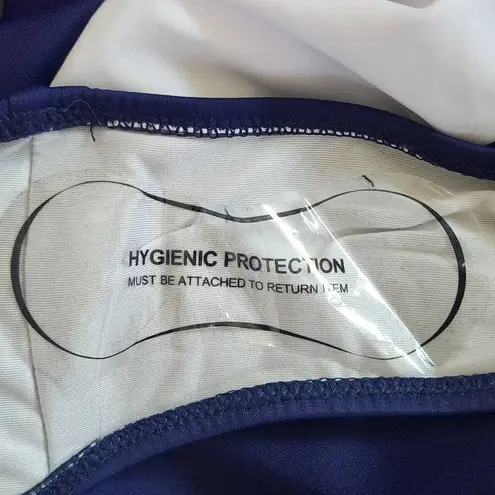 HYGIENIC PROTECTION
MUST BE ATTACHED TO RETURN ITEM